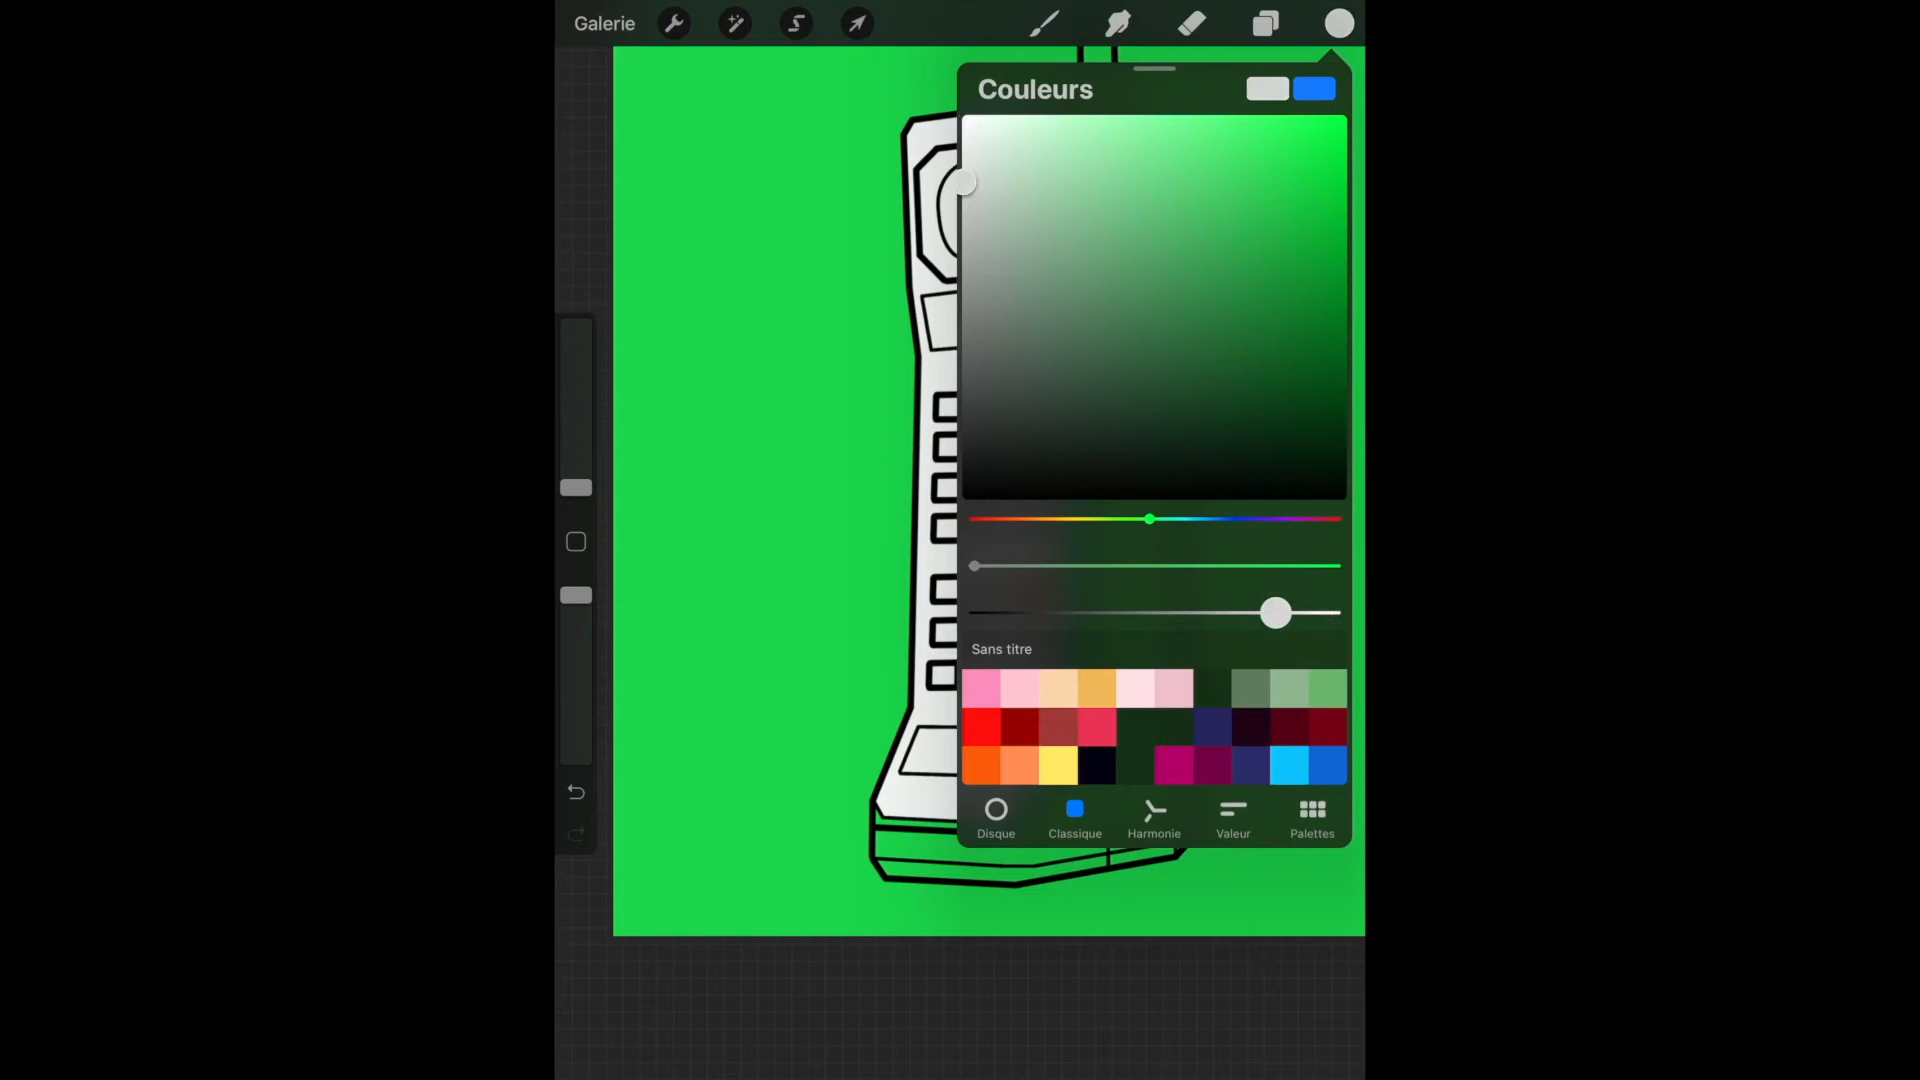 Galerie
Couleurs
Sans titre
Disque
Classique
Harmonie
Valeur
Palettes